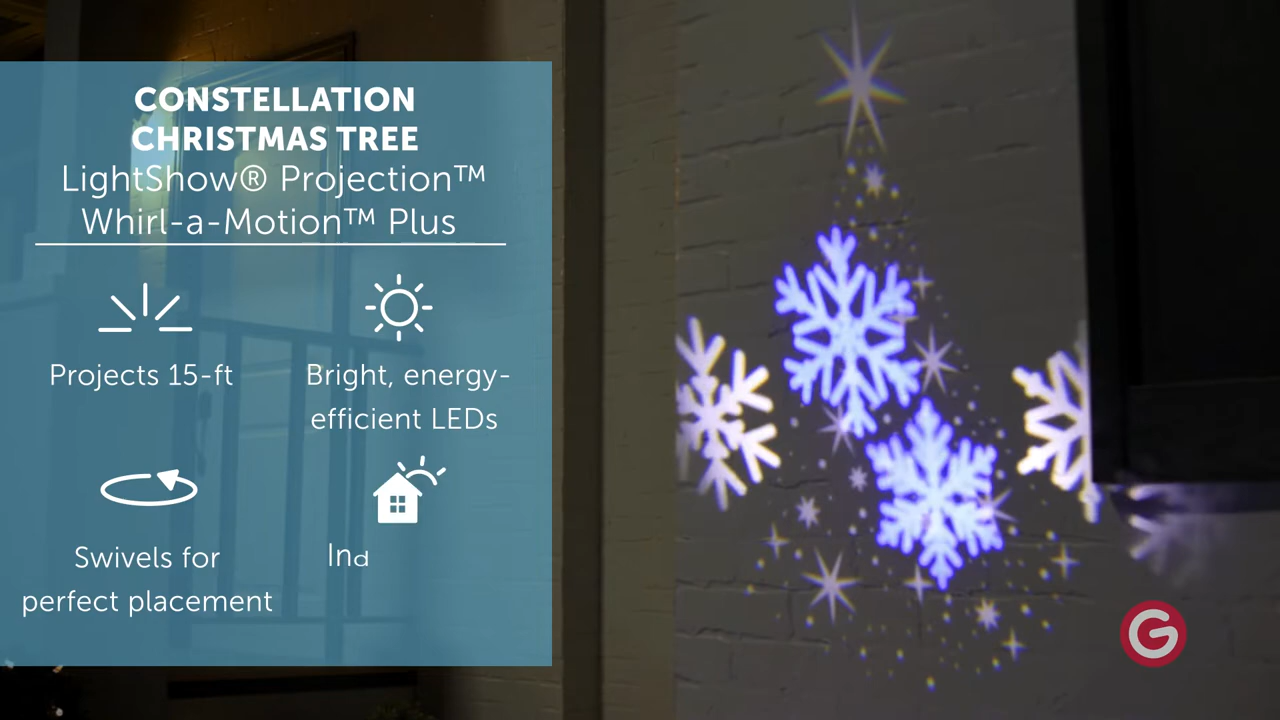 CONSTELLATION
CHRISTMAS TREE
LightShow® Projection™
Whirl-a-Motion™ Plus
Projects 15-ft
Bright, energy-
efficient LEDs
Swivels for
perfect placement
Ind
G